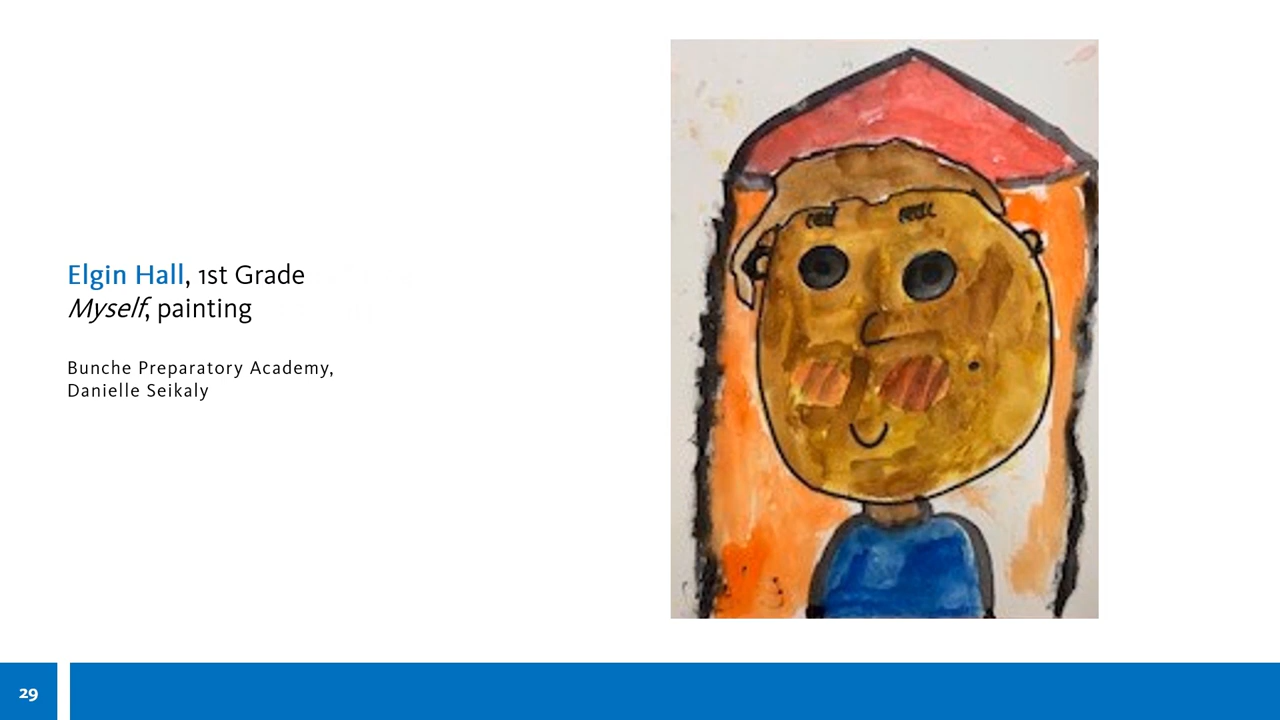 Elgin Hall, 1st Grade
Myself, painting
Bunche Preparatory Academy,
Danielle Seikaly
29